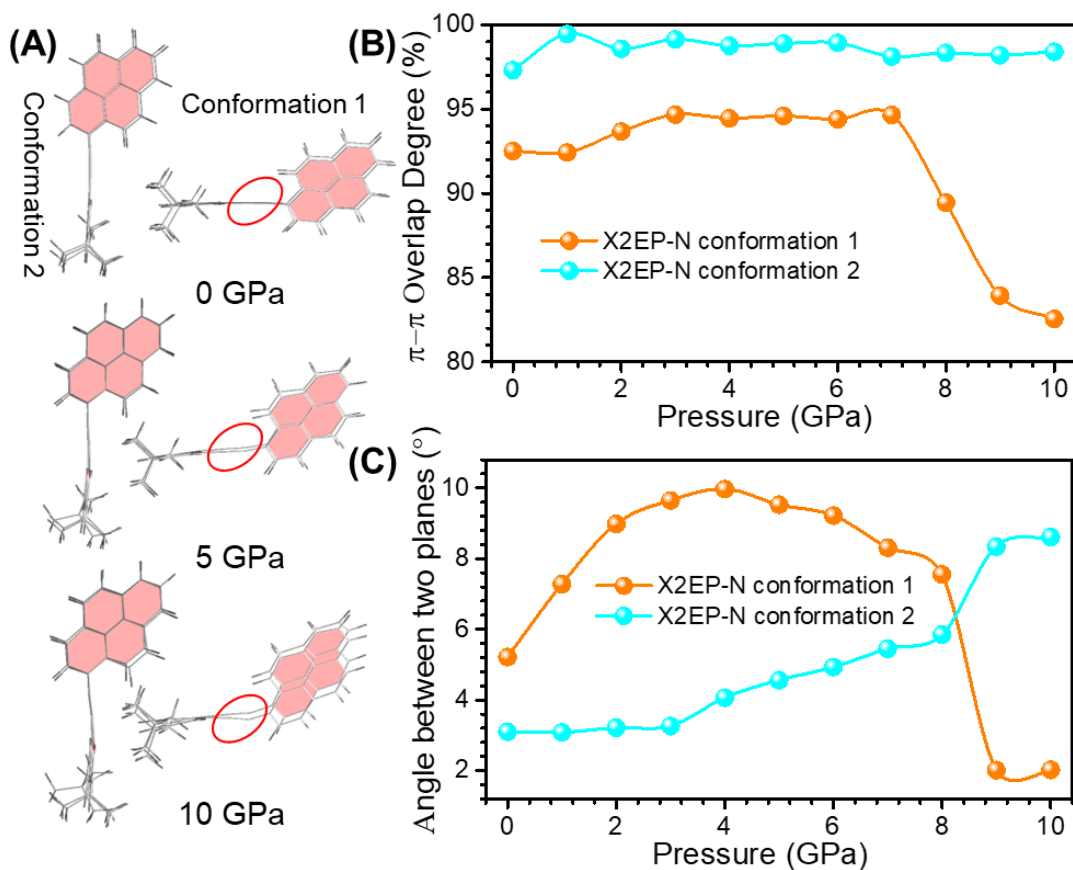 (A)
Conformation 2
Conformation 1
0 GPa
5 GPa
10 GPa
(B)
π–π Overlap Degree (%)
100
95
90
85
80
X2EP-N conformation 1
X2EP-N conformation 2
0 2 4 6 8 10
Pressure (GPa)
(C)
Angle between two planes (°)
10
8
6
4
2
X2EP-N conformation 1
X2EP-N conformation 2
0 2 4 6 8 10
Pressure (GPa)